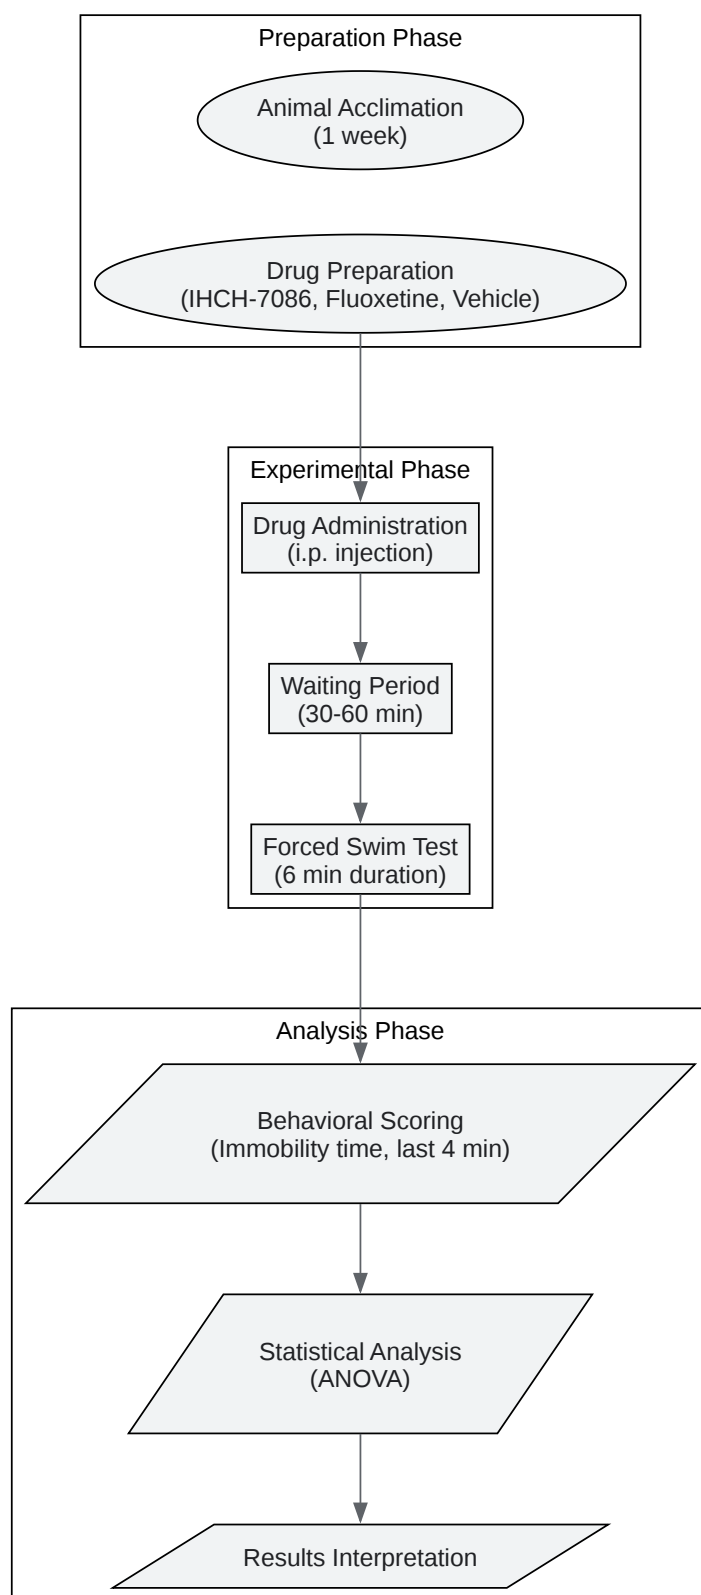 Preparation Phase
Animal Acclimation
(1 week)
Drug Preparation
(IHCH-7086, Fluoxetine, Vehicle)
Experimental Phase
Drug Administration
(i.p. injection)
Waiting Period
(30-60 min)
Forced Swim Test
(6 min duration)
Analysis Phase
Behavioral Scoring
(Immobility time, last 4 min)
Statistical Analysis
(ANOVA)
Results Interpretation